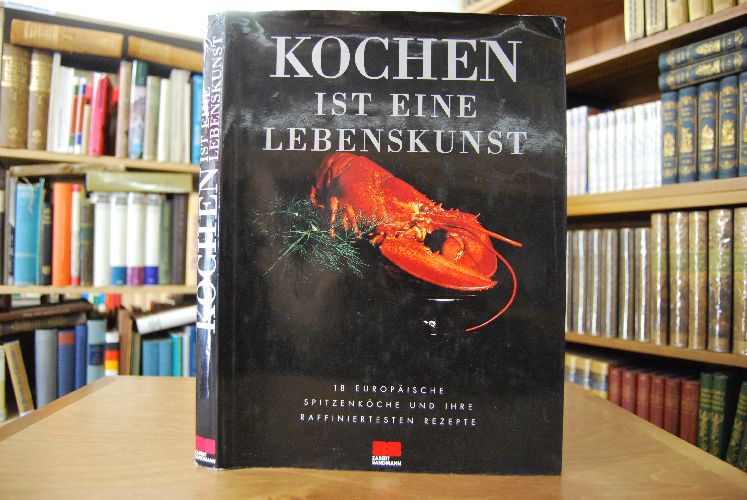 KOCHEN
IST EINE
LEBENSKUNST
18 EUROPÄISCHE
SPITZENKÖCHE UND IHRE
RAFFINIERTESTEN REZEPTE
ZABERT
SANDMANN
KOCHEN IST EINE LEBENSKUNST